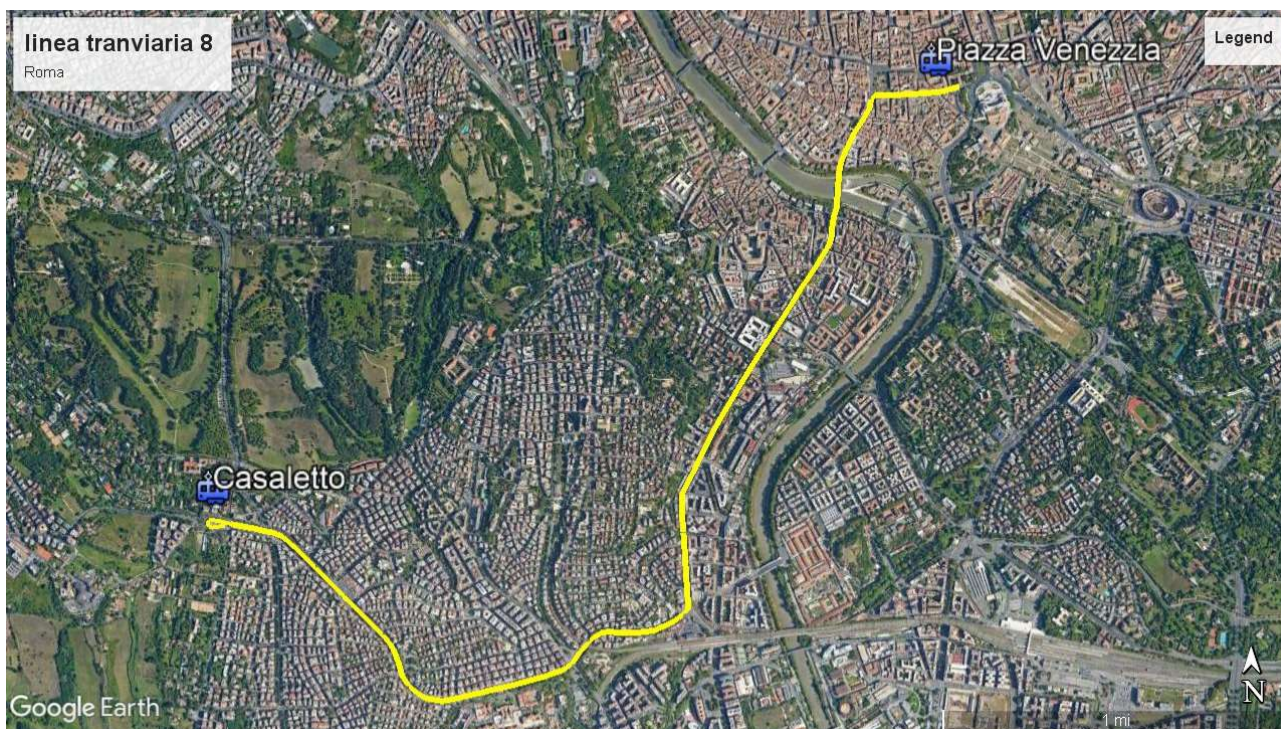 linea tranviaria 8
Roma
Piazza Venezzia
Legend
Casaletto
Google Earth
N
1 mi